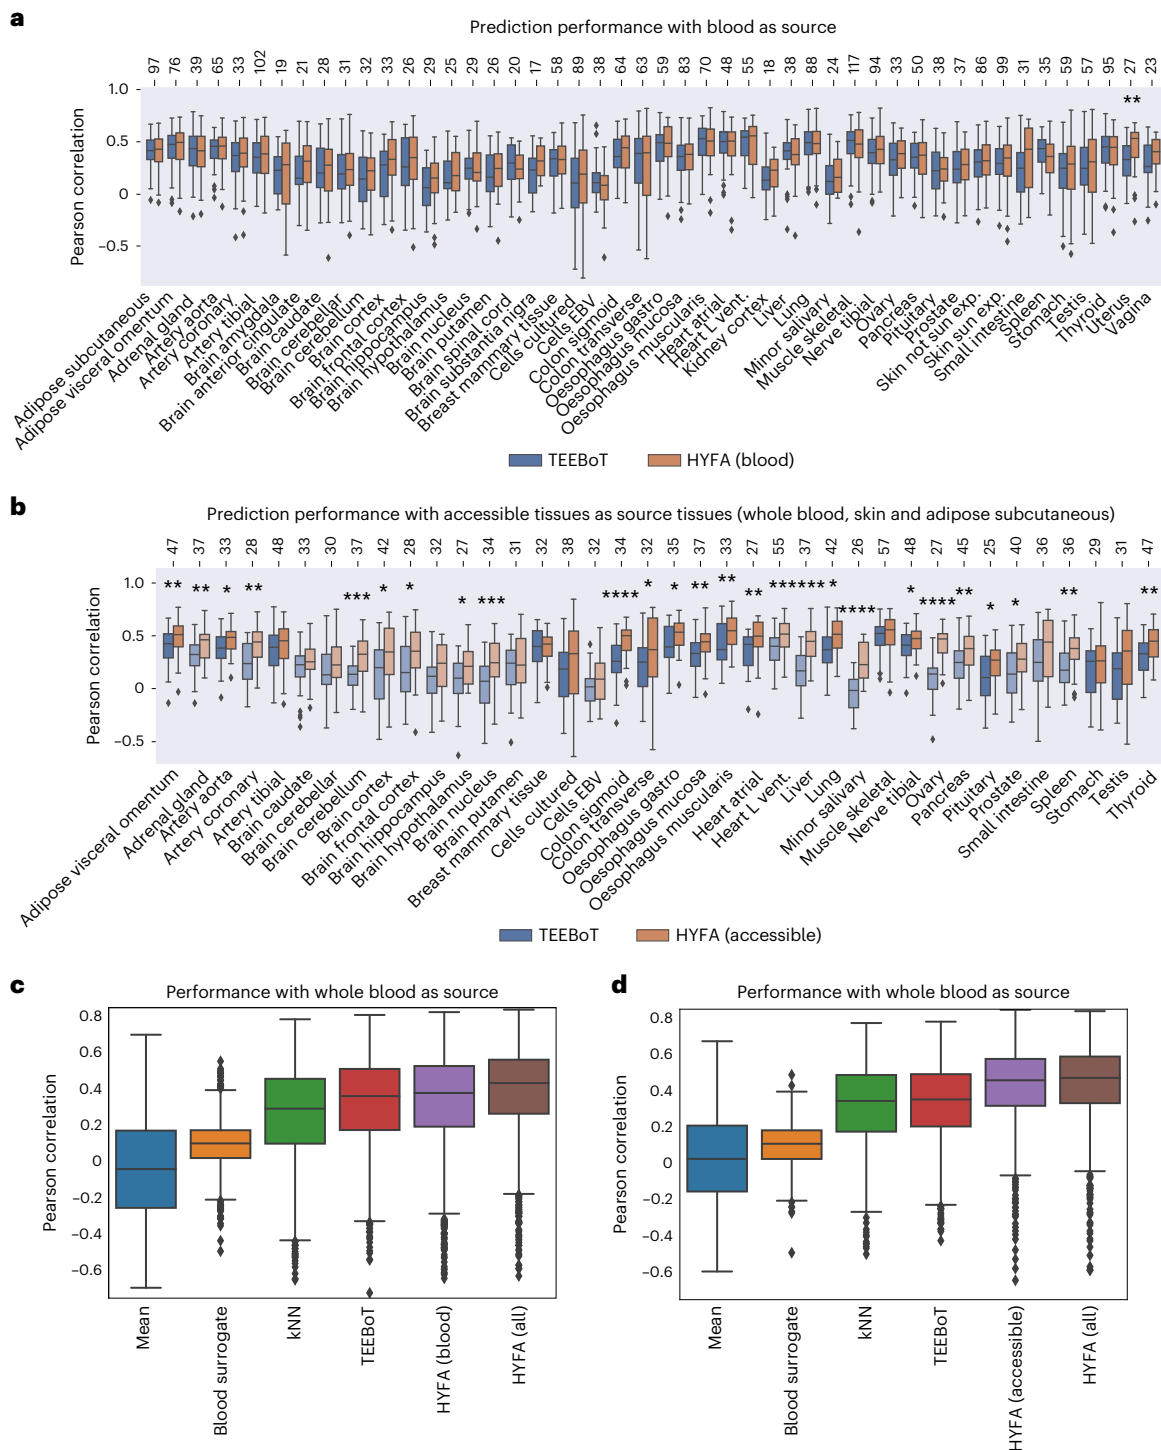 a
Prediction performance with blood as source
97 76 39 65 33 102 19 21 28 31 32 33 26 29 25 29 26 20 17 58 89 38 64 63 59 83 70 48 55 18 38 88 24 117 94 33 50 38 37 86 99 31 35 59 57 95 27 23
1.0
0.5
0
–0.5
Pearson correlation
**
Adipose subcutaneous
Adipose visceral omentum
Adrenal gland
Artery aorta
Artery coronary
Artery tibial
Brain amygdala
Brain anterior cingulate
Brain caudate
Brain cerebellar
Brain cerebellum
Brain cortex
Brain frontal cortex
Brain hippocampus
Brain hypothalamus
Brain nucleus
Brain putamen
Brain spinal cord
Brain substantia nigra
Breast mammary tissue
Cells cultured
Cells EBV
Colon sigmoid
Colon transverse
Oesophagus gastro
Oesophagus mucosa
Oesophagus muscularis
Heart atrial
Heart L vent.
Kidney cortex
Liver
Lung
Minor salivary
Muscle skeletal
Nerve tibial
Ovary
Pancreas
Pituitary
Prostate
Skin not sun exp.
Skin sun exp.
Small intestine
Spleen
Stomach
Testis
Thyroid
Uterus
Vagina
TEEBoT
HYFA (blood)
b
Prediction performance with accessible tissues as source tissues (whole blood, skin and adipose subcutaneous)
47 37 33 28 48 33 30 37 42 28 32 27 34 31 32 38 32 34 32 35 37 33 27 55 37 42 26 57 48 27 45 25 40 36 36 29 31 47
1.0
0.5
0
–0.5
Pearson correlation
** ** * ** *** * * * *** **** * * ** ** ** *** **** * **** * **** ** * * ** **
Adipose visceral omentum
Adrenal gland
Artery aorta
Artery coronary
Artery tibial
Brain caudate
Brain cerebellar
Brain cerebellum
Brain cortex
Brain frontal cortex
Brain hippocampus
Brain hypothalamus
Brain nucleus
Brain putamen
Breast mammary tissue
Cells cultured
Cells EBV
Colon sigmoid
Colon transverse
Oesophagus gastro
Oesophagus mucosa
Oesophagus muscularis
Heart atrial
Heart L vent.
Liver
Lung
Minor salivary
Muscle skeletal
Nerve tibial
Ovary
Pancreas
Pituitary
Prostate
Small intestine
Spleen
Stomach
Testis
Thyroid
TEEBoT
HYFA (accessible)
c
Performance with whole blood as source
0.8
0.6
0.4
0.2
0
–0.2
–0.4
–0.6
Pearson correlation
Mean
Blood surrogate
kNN
TEEBoT
HYFA (blood)
HYFA (all)
d
Performance with whole blood as source
0.8
0.6
0.4
0.2
0
–0.2
–0.4
–0.6
Pearson correlation
Mean
Blood surrogate
kNN
TEEBoT
HYFA (accessible)
HYFA (all)